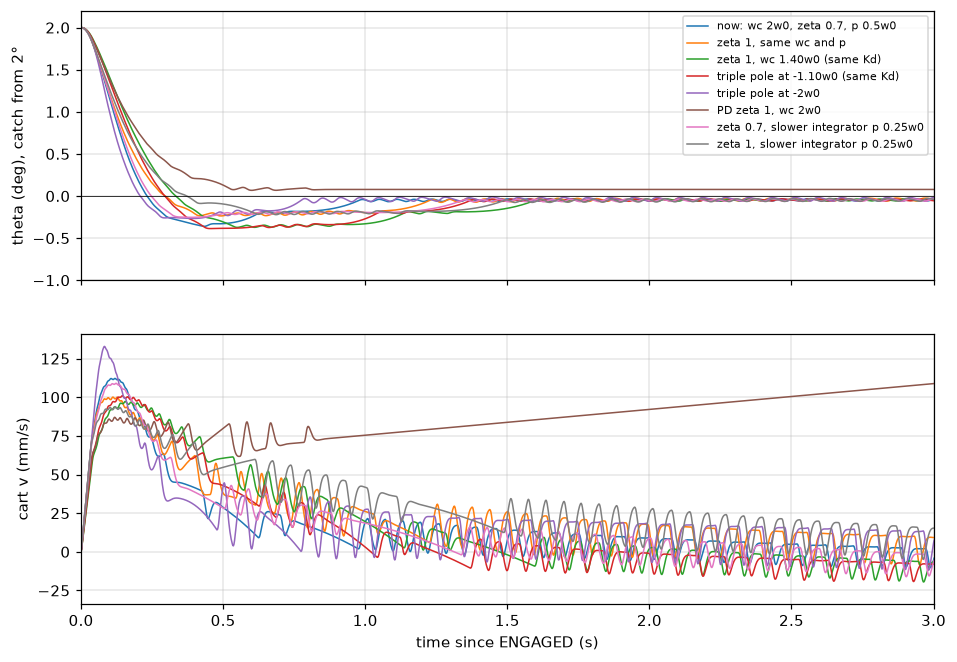 now: wc 2w0, zeta 0.7, p 0.5w0
zeta 1, same wc and p
zeta 1, wc 1.40w0 (same Kd)
triple pole at -1.10w0 (same Kd)
triple pole at -2w0
PD zeta 1, wc 2w0
zeta 0.7, slower integrator p 0.25w0
zeta 1, slower integrator p 0.25w0
theta (deg), catch from 2°
2.0
1.5
1.0
0.5
0.0
−0.5
−1.0
cart v (mm/s)
125
100
75
50
25
0
−25
0.0 0.5 1.0 1.5 2.0 2.5 3.0
time since ENGAGED (s)